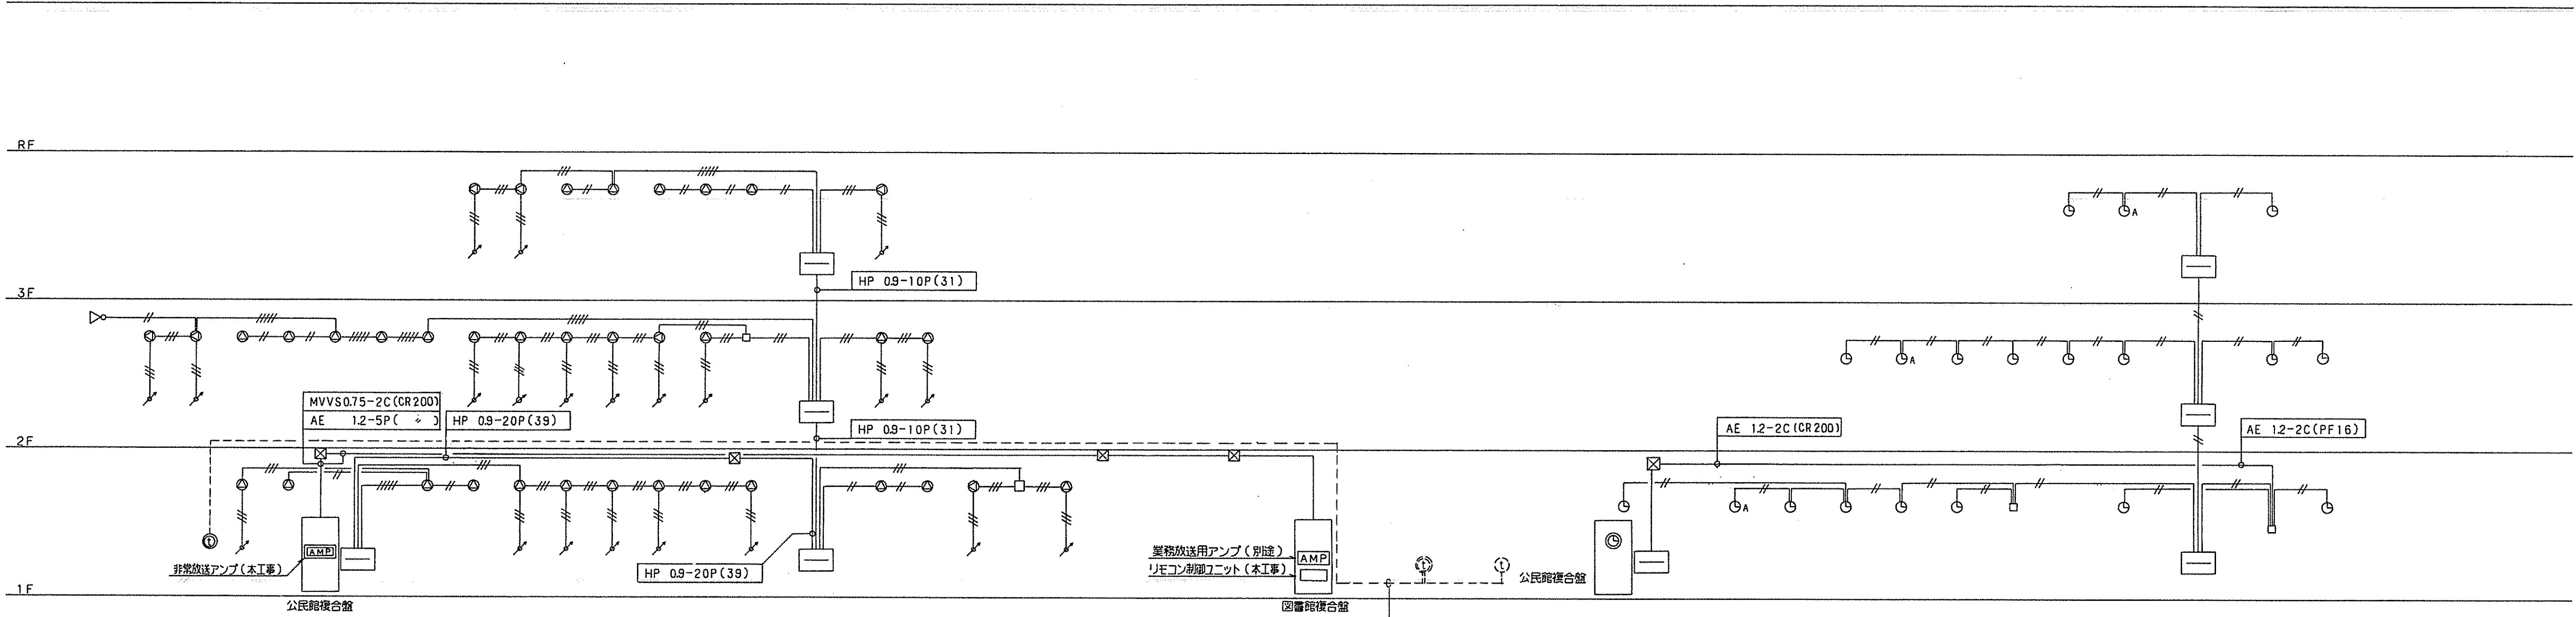 RF
A
HP 0.9-10P(31)
3F
A
MVVS0.75-2C(CR200)
AE 1.2-5P( 〃 )
HP 0.9-20P(39)
HP 0.9-10P(31)
AE 1.2-2C(CR200)
AE 1.2-2C(PF16)
2F
A
AMP
非常放送アンプ(本工事)
HP 0.9-20P(39)
業務放送用アンプ(別途)
AMP
リモコン制御ユニット(本工事)
t
t
t
公民館複合盤
1F
公民館複合盤
図書館複合盤